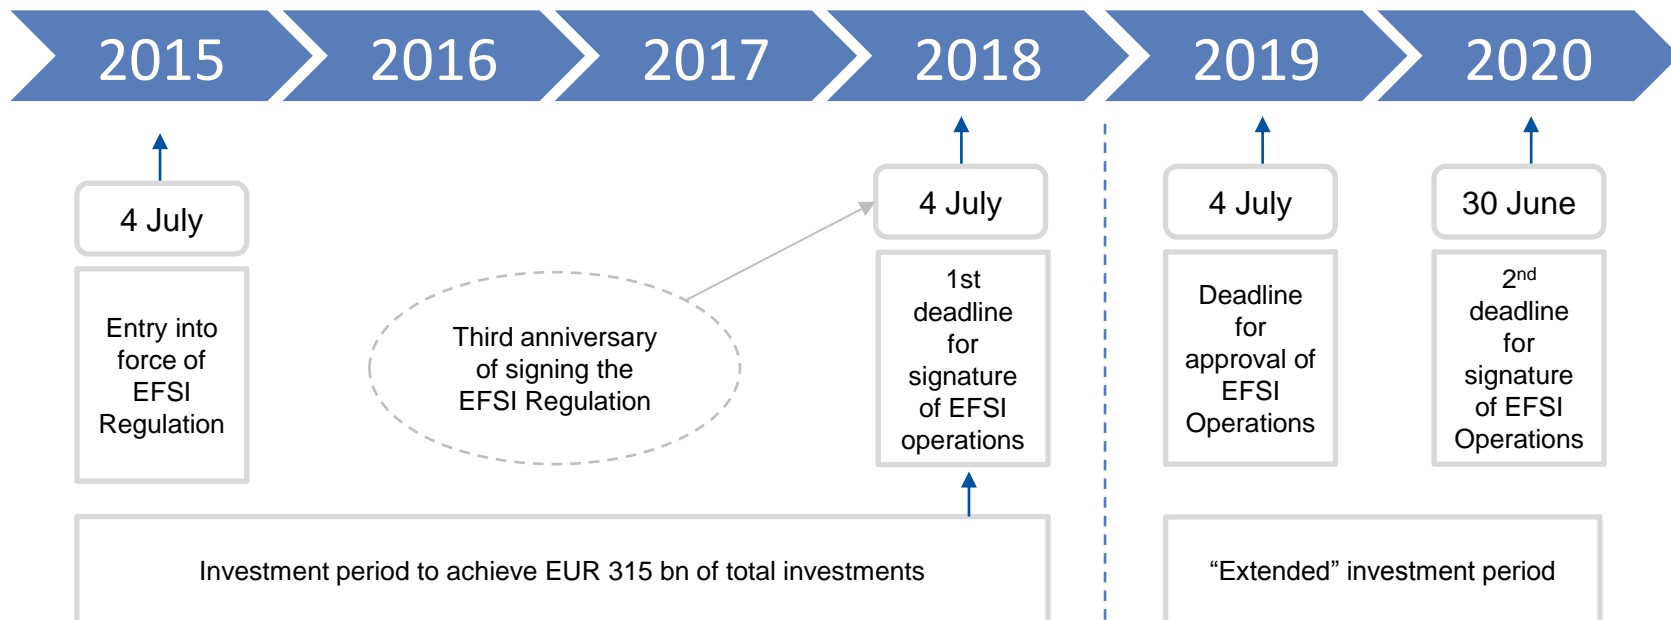 2015
2016
2017
2018
2019
2020
4 July
Entry into
force of
EFSI
Regulation
Third anniversary
of signing the
EFSI Regulation
4 July
1st
deadline
for
signature
of EFSI
operations
4 July
Deadline
for
approval of
EFSI
Operations
30 June
2nd
deadline
for
signature
of EFSI
Operations
Investment period to achieve EUR 315 bn of total investments
“Extended” investment period